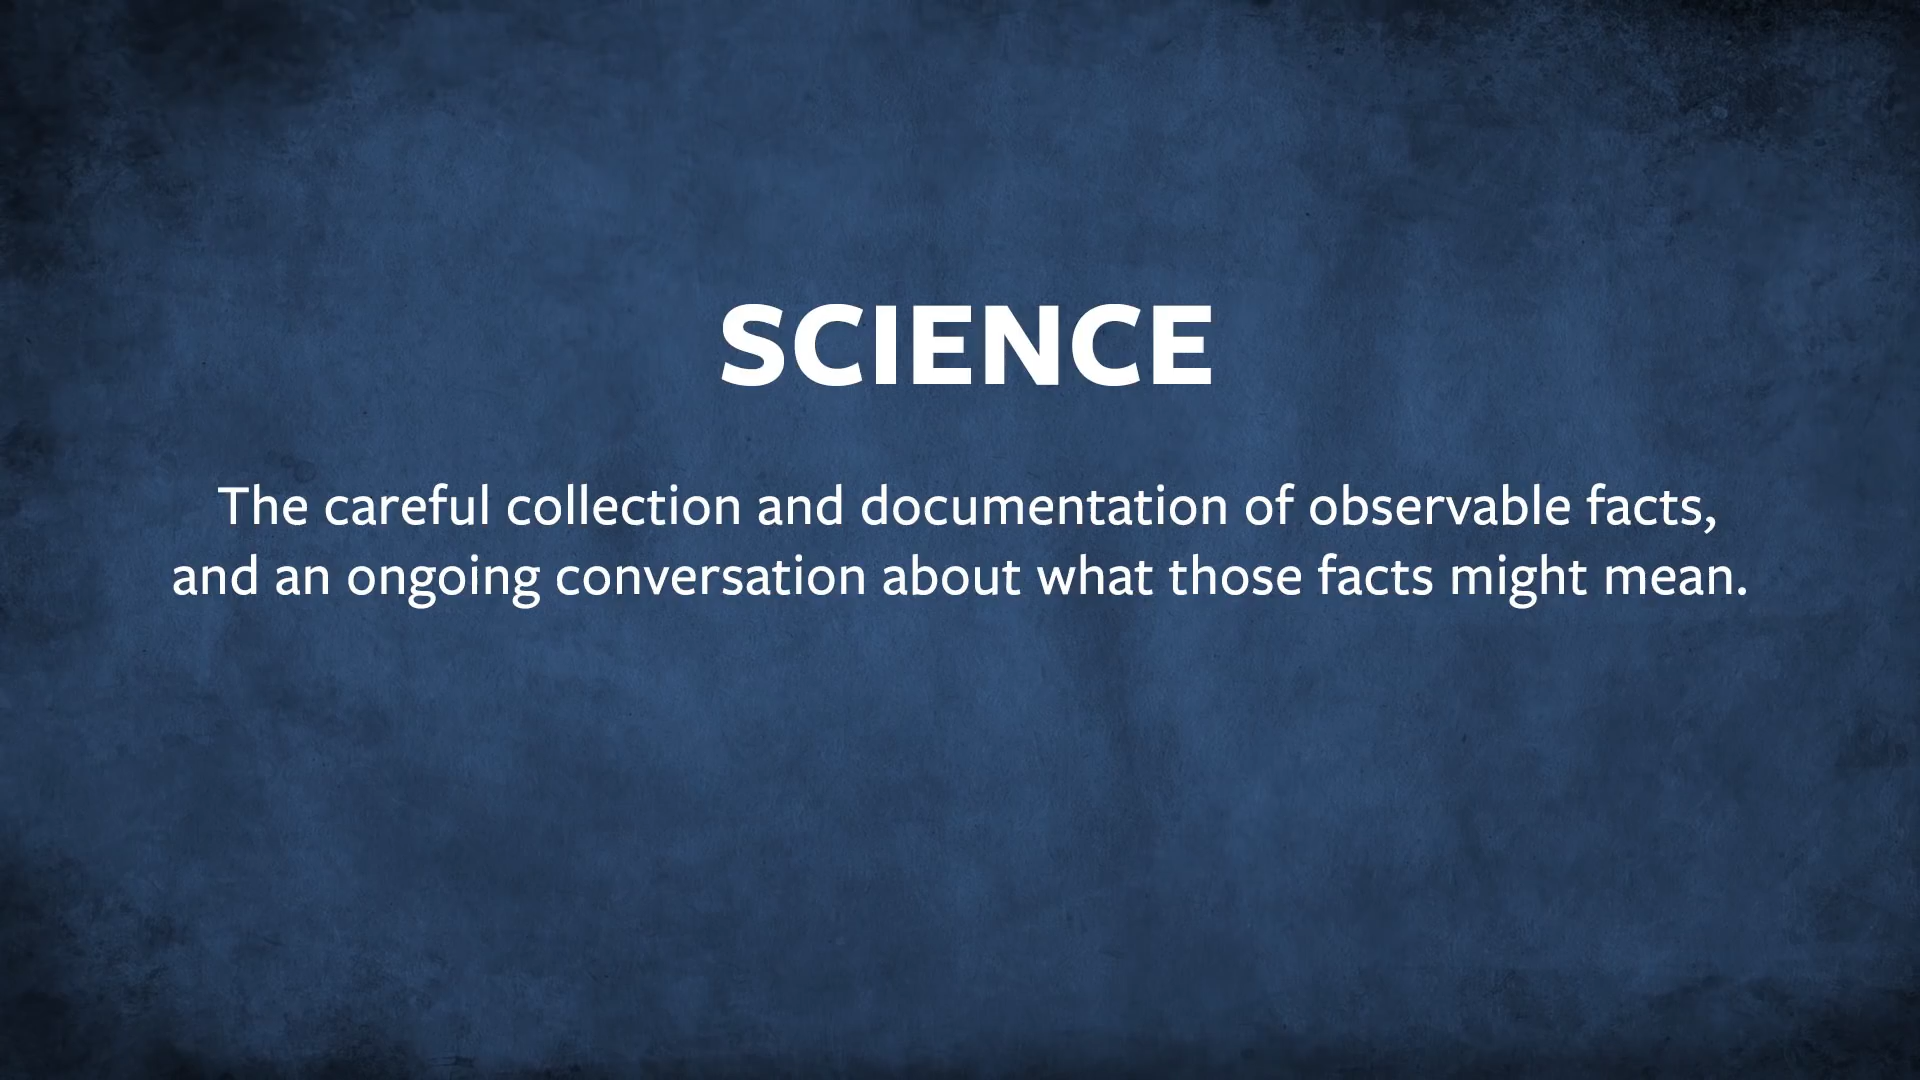 SCIENCE
The careful collection and documentation of observable facts,
and an ongoing conversation about what those facts might mean.